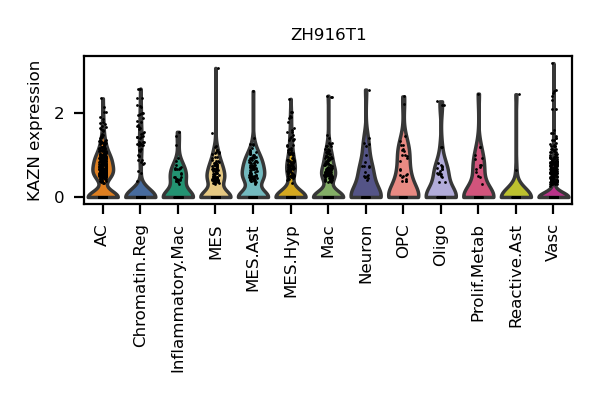 ZH916T1
KAZN expression
2
0
AC
Chromatin.Reg
Inflammatory.Mac
MES
MES.Ast
MES.Hyp
Mac
Neuron
OPC
Oligo
Prolif.Metab
Reactive.Ast
Vasc